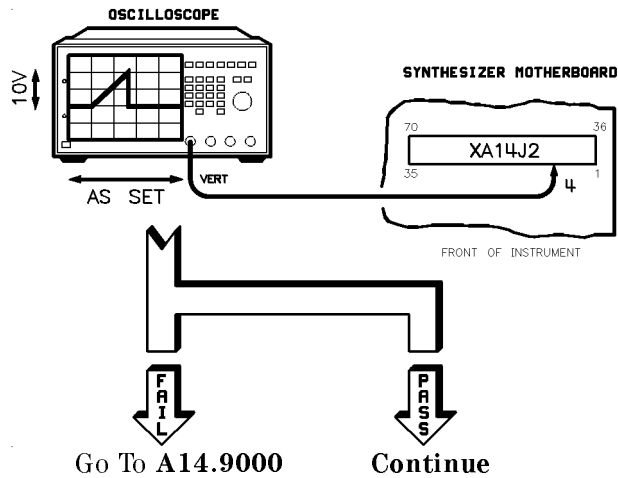 OSCILLOSCOPE
10V
SYNTHESIZER MOTHERBOARD
70 36
XA14J2
35 1
4
VERT
AS SET
FRONT OF INSTRUMENT
FAIL
PASS
Go To A14.9000
Continue